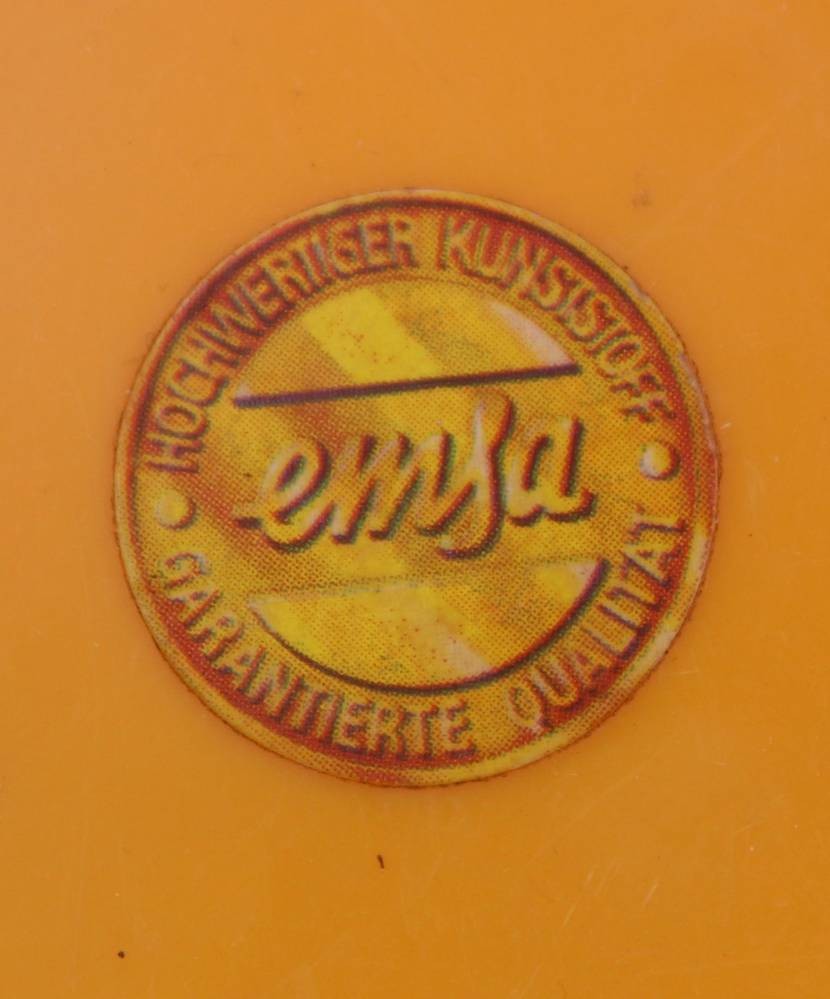 HOCHWERTIGER KUNSTSTOFF
emsa
GARANTIERTE QUALITÄT